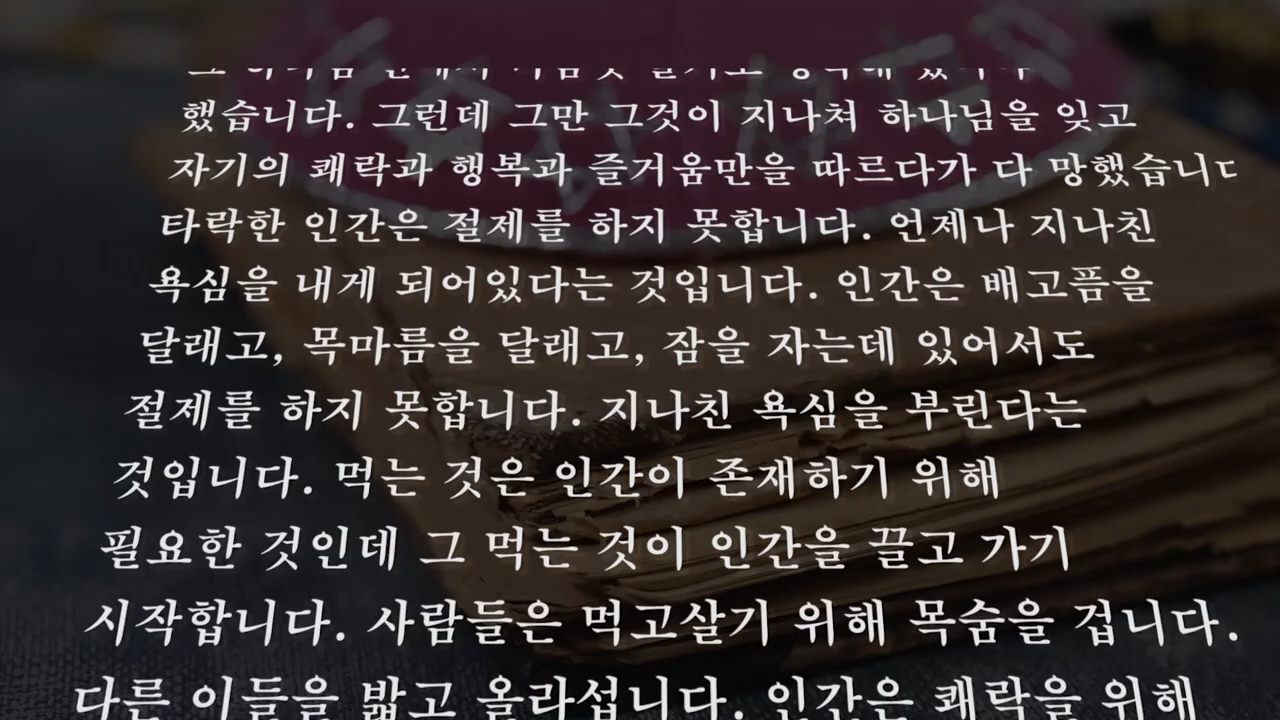 했습니다. 그런데 그만 그것이 지나쳐 하나님을 잊고
자기의 쾌락과 행복과 즐거움만을 따르다가 다 망했습니다
타락한 인간은 절제를 하지 못합니다. 언제나 지나친
욕심을 내게 되어있다는 것입니다. 인간은 배고픔을
달래고, 목마름을 달래고, 잠을 자는데 있어서도
절제를 하지 못합니다. 지나친 욕심을 부린다는
것입니다. 먹는 것은 인간이 존재하기 위해
필요한 것인데 그 먹는 것이 인간을 끌고 가기
시작합니다. 사람들은 먹고살기 위해 목숨을 겁니다.
다른 이들을 밟고 올라섭니다. 인간은 쾌락을 위해